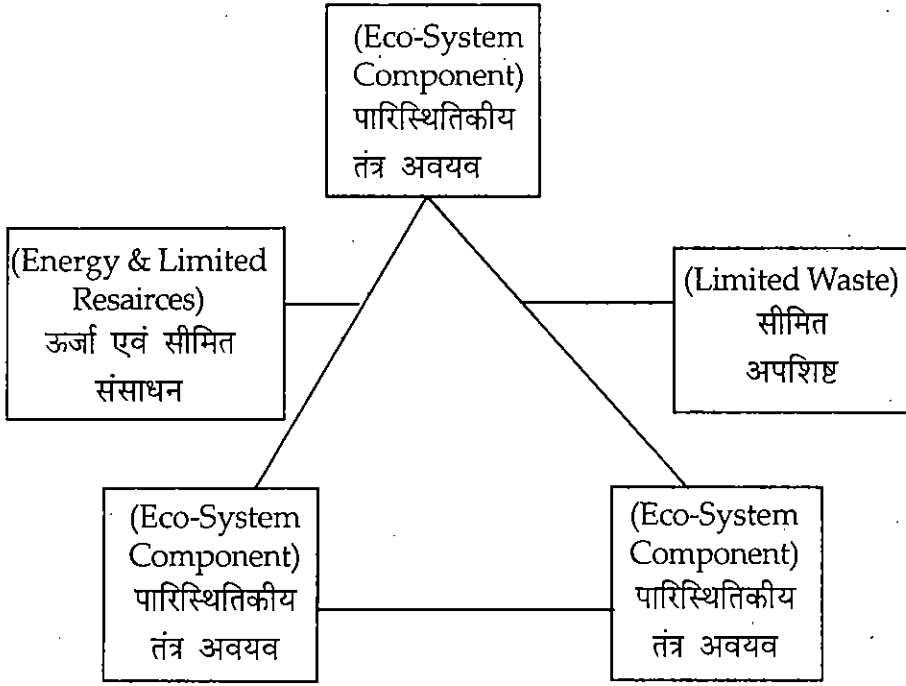 (Eco-System
Component)
पारिस्थितिकीय
तंत्र अवयव
(Energy & Limited
Resairces)
ऊर्जा एवं सीमित
संसाधन
(Limited Waste)
सीमित
अपशिष्ट
(Eco-System
Component)
पारिस्थितिकीय
तंत्र अवयव
(Eco-System
Component)
पारिस्थितिकीय
तंत्र अवयव